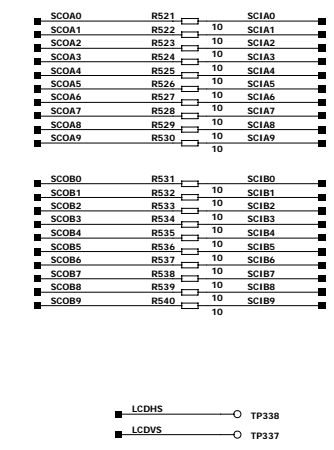 SCOA0 R521 SCIA0
10
SCOA1 R522 SCIA1
10
SCOA2 R523 SCIA2
10
SCOA3 R524 SCIA3
10
SCOA4 R525 SCIA4
10
SCOA5 R526 SCIA5
10
SCOA6 R527 SCIA6
10
SCOA7 R528 SCIA7
10
SCOA8 R529 SCIA8
10
SCOA9 R530 SCIA9
10
SCOB0 R531 SCIB0
10
SCOB1 R532 SCIB1
10
SCOB2 R533 SCIB2
10
SCOB3 R534 SCIB3
10
SCOB4 R535 SCIB4
10
SCOB5 R536 SCIB5
10
SCOB6 R537 SCIB6
10
SCOB7 R538 SCIB7
10
SCOB8 R539 SCIB8
10
SCOB9 R540 SCIB9
10
LCDHS TP338
LCDVS TP337